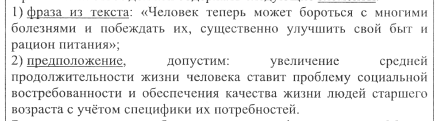 1) фраза из текста: «Человек теперь может бороться с многими
болезнями и побеждать их, существенно улучшить свой быт и
рацион питания»;
2) предположение, допустим: увеличение средней
продолжительности жизни человека ставит проблему социальной
востребованности и обеспечения качества жизни людей старшего
возраста с учётом специфики их потребностей.